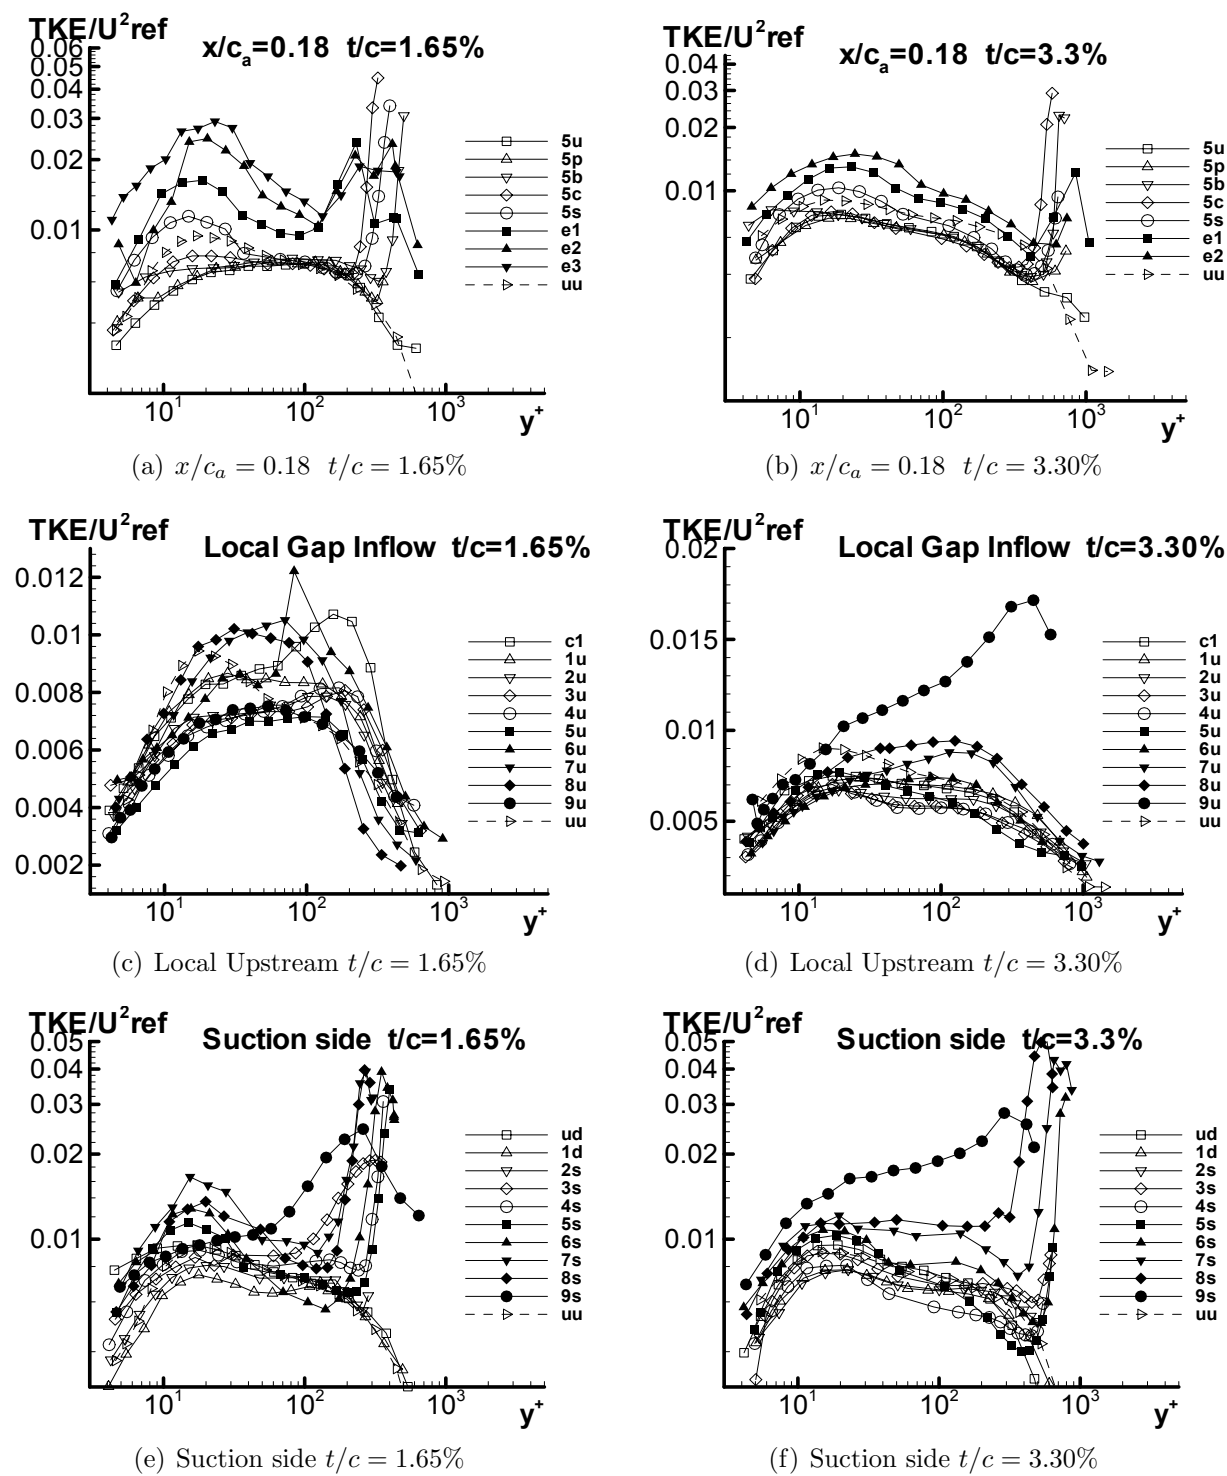 TKE/U²ref
x/cₐ=0.18 t/c=1.65%
0.06
0.05
0.04
0.03
0.02
0.01
10¹ 10² 10³
y⁺
5u
5p
5b
5c
5s
e1
e2
e3
uu
(a) x/cₐ = 0.18 t/c = 1.65%
TKE/U²ref
x/cₐ=0.18 t/c=3.3%
0.04
0.03
0.02
0.01
10¹ 10² 10³
y⁺
5u
5p
5b
5c
5s
e1
e2
uu
(b) x/cₐ = 0.18 t/c = 3.30%
TKE/U²ref
Local Gap Inflow t/c=1.65%
0.012
0.01
0.008
0.006
0.004
0.002
10¹ 10² 10³
y⁺
c1
1u
2u
3u
4u
5u
6u
7u
8u
9u
uu
(c) Local Upstream t/c = 1.65%
TKE/U²ref
Local Gap Inflow t/c=3.30%
0.02
0.015
0.01
0.005
10¹ 10² 10³
y⁺
c1
1u
2u
3u
4u
5u
6u
7u
8u
9u
uu
(d) Local Upstream t/c = 3.30%
TKE/U²ref
Suction side t/c=1.65%
0.05
0.04
0.03
0.02
0.01
10¹ 10² 10³
y⁺
ud
1d
2s
3s
4s
5s
6s
7s
8s
9s
uu
(e) Suction side t/c = 1.65%
TKE/U²ref
Suction side t/c=3.3%
0.05
0.04
0.03
0.02
0.01
10¹ 10² 10³
y⁺
ud
1d
2s
3s
4s
5s
6s
7s
8s
9s
uu
(f) Suction side t/c = 3.30%